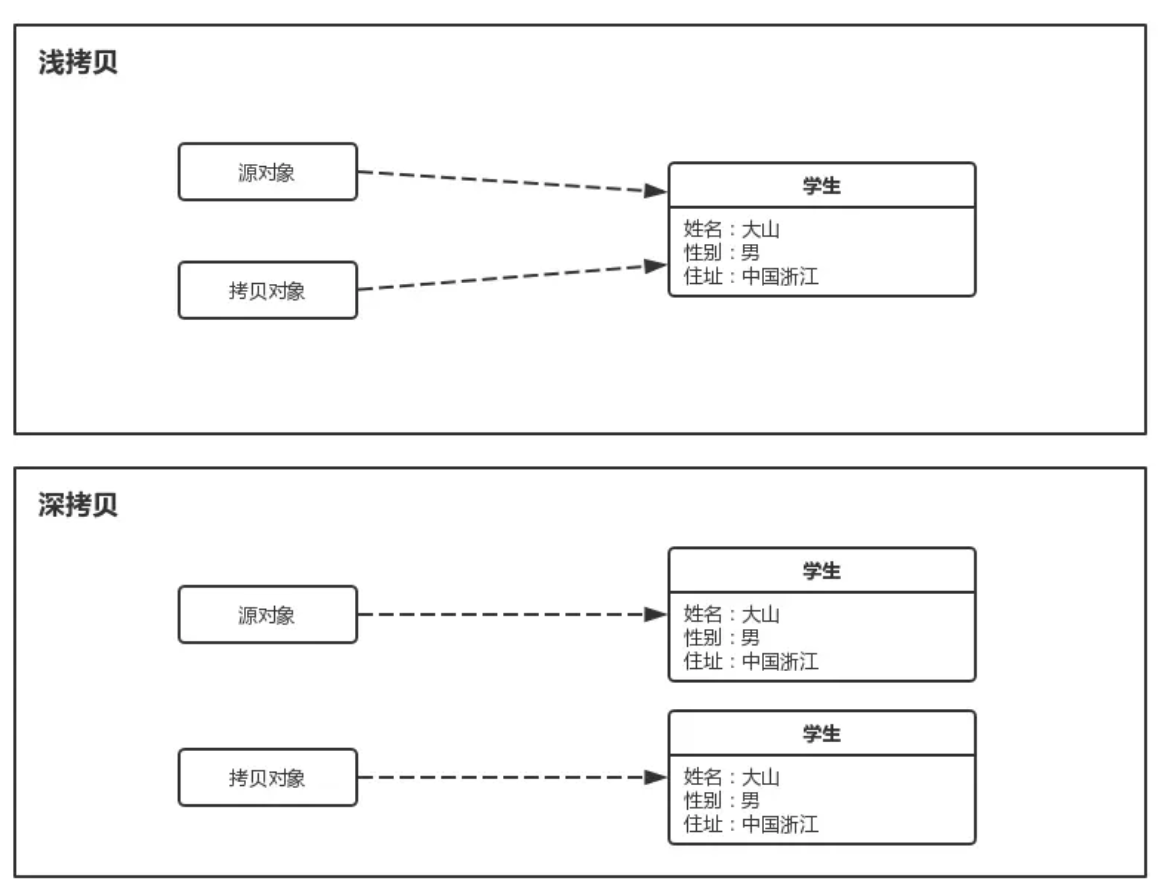 浅拷贝
源对象
学生
姓名：大山
性别：男
住址：中国浙江
拷贝对象
深拷贝
源对象
学生
姓名：大山
性别：男
住址：中国浙江
拷贝对象
学生
姓名：大山
性别：男
住址：中国浙江